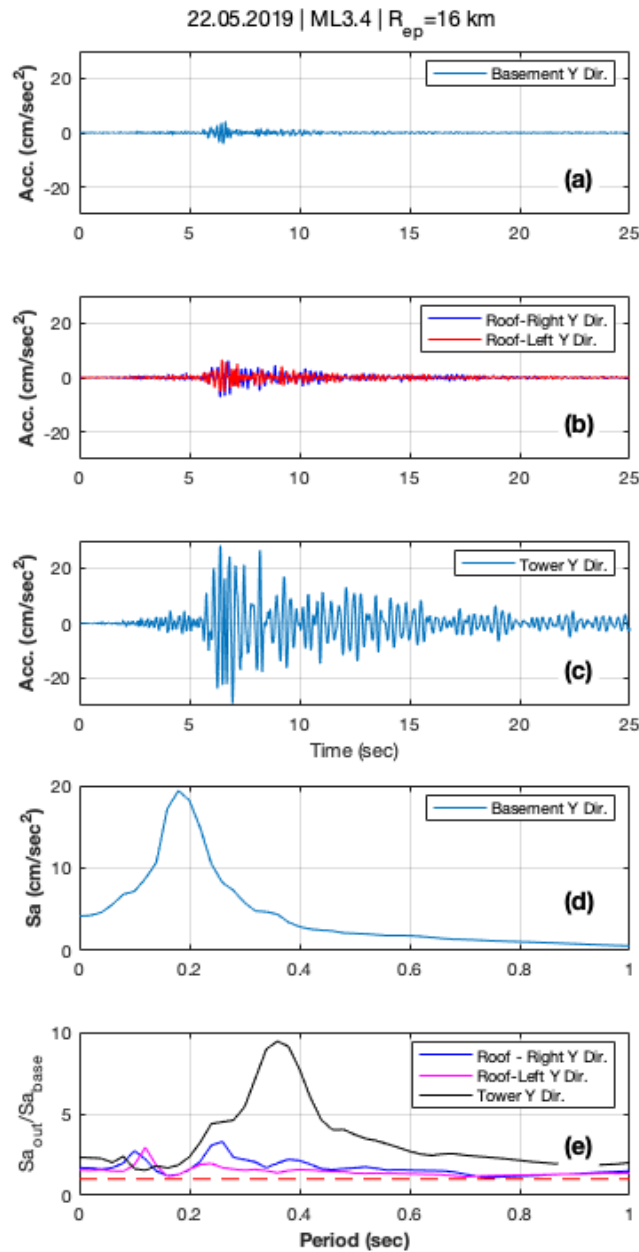 22.05.2019 | ML3.4 | R_ep=16 km
20
0
-20
Acc. (cm/sec²)
Basement Y Dir.
(a)
0 5 10 15 20 25
20
0
-20
Acc. (cm/sec²)
Roof-Right Y Dir.
Roof-Left Y Dir.
(b)
0 5 10 15 20 25
20
0
-20
Acc. (cm/sec²)
Tower Y Dir.
(c)
0 5 10 15 20 25
Time (sec)
20
10
0
Sa (cm/sec²)
Basement Y Dir.
(d)
0 0.2 0.4 0.6 0.8 1
10
5
0
Sa_out/Sa_base
Roof - Right Y Dir.
Roof-Left Y Dir.
Tower Y Dir.
(e)
0 0.2 0.4 0.6 0.8 1
Period (sec)